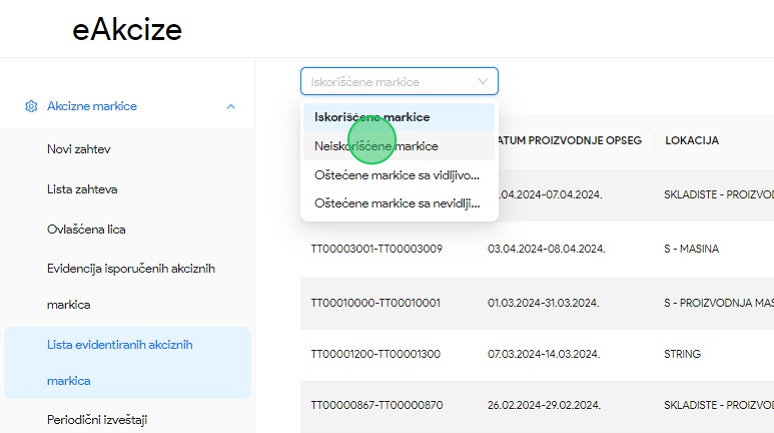 eAkcize
Akcizne markice
Novi zahtev
Lista zahteva
Ovlašćena lica
Evidencija isporučenih akciznih
markica
Lista evidentiranih akciznih
markica
Periodični izveštaji
Iskorišćene markice
Iskorišćene markice
Neiskorišćene markice
Oštećene markice sa vidljivo...
Oštećene markice sa nevidlji...
ATUM PROIZVODNJE OPSEG LOKACIJA
.04.2024-07.04.2024. SKLADISTE - PROIZVOD
TT00003001-TT00003009 03.04.2024-08.04.2024. S - MASINA
TT00010000-TT00010001 01.03.2024-31.03.2024. S - PROIZVODNJA MAS
TT00001200-TT00001300 07.03.2024-14.03.2024. STRING
TT00000867-TT00000870 26.02.2024-29.02.2024. SKLADISTE - PROIZVOD